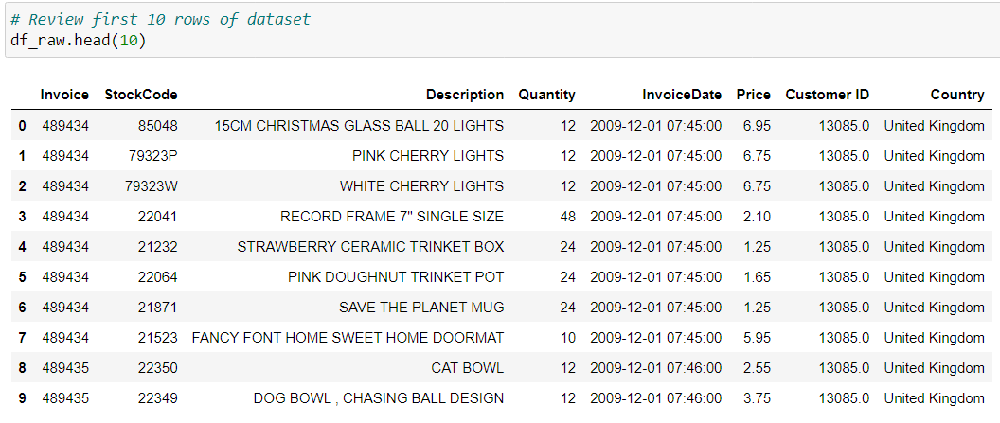 # Review first 10 rows of dataset
df_raw.head(10)
Invoice StockCode Description Quantity InvoiceDate Price Customer ID Country
0 489434 85048 15CM CHRISTMAS GLASS BALL 20 LIGHTS 12 2009-12-01 07:45:00 6.95 13085.0 United Kingdom
1 489434 79323P PINK CHERRY LIGHTS 12 2009-12-01 07:45:00 6.75 13085.0 United Kingdom
2 489434 79323W WHITE CHERRY LIGHTS 12 2009-12-01 07:45:00 6.75 13085.0 United Kingdom
3 489434 22041 RECORD FRAME 7" SINGLE SIZE 48 2009-12-01 07:45:00 2.10 13085.0 United Kingdom
4 489434 21232 STRAWBERRY CERAMIC TRINKET BOX 24 2009-12-01 07:45:00 1.25 13085.0 United Kingdom
5 489434 22064 PINK DOUGHNUT TRINKET POT 24 2009-12-01 07:45:00 1.65 13085.0 United Kingdom
6 489434 21871 SAVE THE PLANET MUG 24 2009-12-01 07:45:00 1.25 13085.0 United Kingdom
7 489434 21523 FANCY FONT HOME SWEET HOME DOORMAT 10 2009-12-01 07:45:00 5.95 13085.0 United Kingdom
8 489435 22350 CAT BOWL 12 2009-12-01 07:46:00 2.55 13085.0 United Kingdom
9 489435 22349 DOG BOWL , CHASING BALL DESIGN 12 2009-12-01 07:46:00 3.75 13085.0 United Kingdom